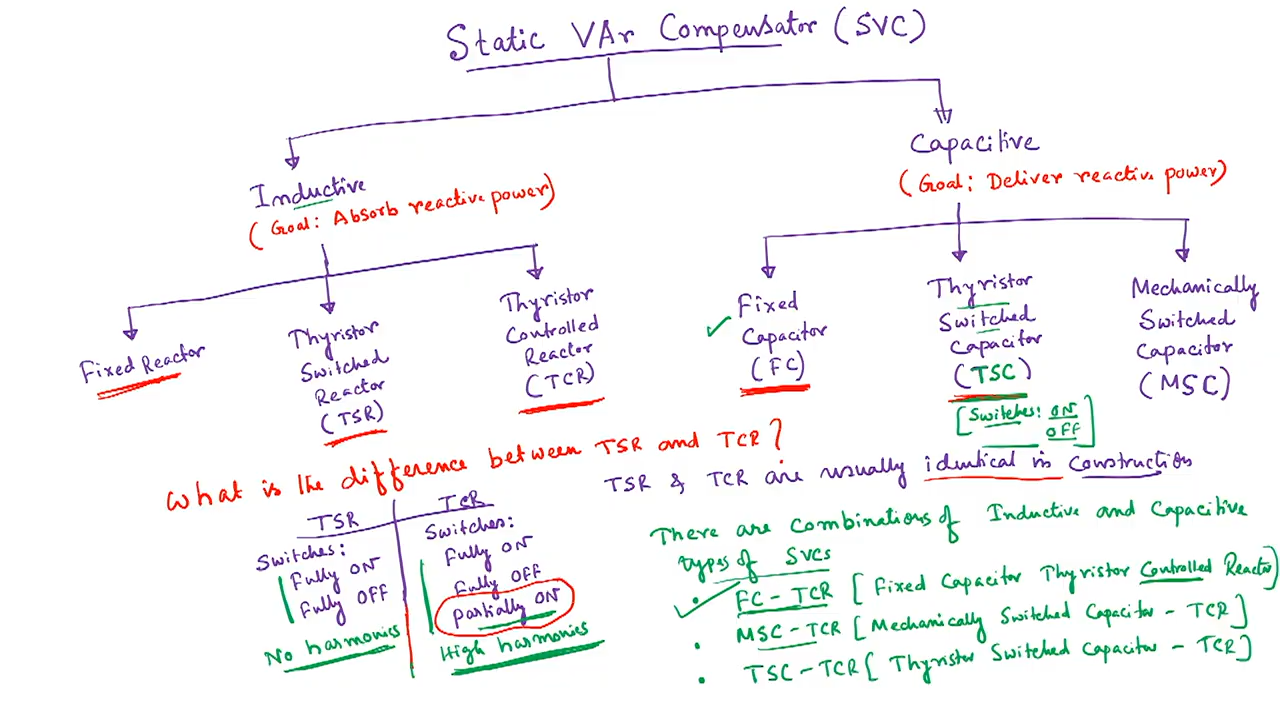 Static VAr Compensator (SVC)
Inductive
(Goal: Absorb reactive power)
Capacitive
(Goal: Deliver reactive power)
Fixed Reactor
Thyristor
Switched
Reactor
(TSR)
Thyristor
Controlled
Reactor
(TCR)
Fixed
Capacitor
(FC)
Thyristor
Switched
Capacitor
(TSC)
[Switches: ON
OFF]
Mechanically
Switched
Capacitor
(MSC)
What is the difference between TSR and TCR?
TSR
Switches:
Fully ON
Fully OFF
No harmonics
TCR
Switches:
Fully ON
Fully OFF
Partially ON
High harmonics
TSR & TCR are usually identical in construction
There are combinations of Inductive and Capacitive
types of SVCs
• FC-TCR [Fixed Capacitor Thyristor Controlled Reactor]
• MSC-TCR [Mechanically Switched Capacitor - TCR]
• TSC-TCR [Thyristor Switched Capacitor - TCR]